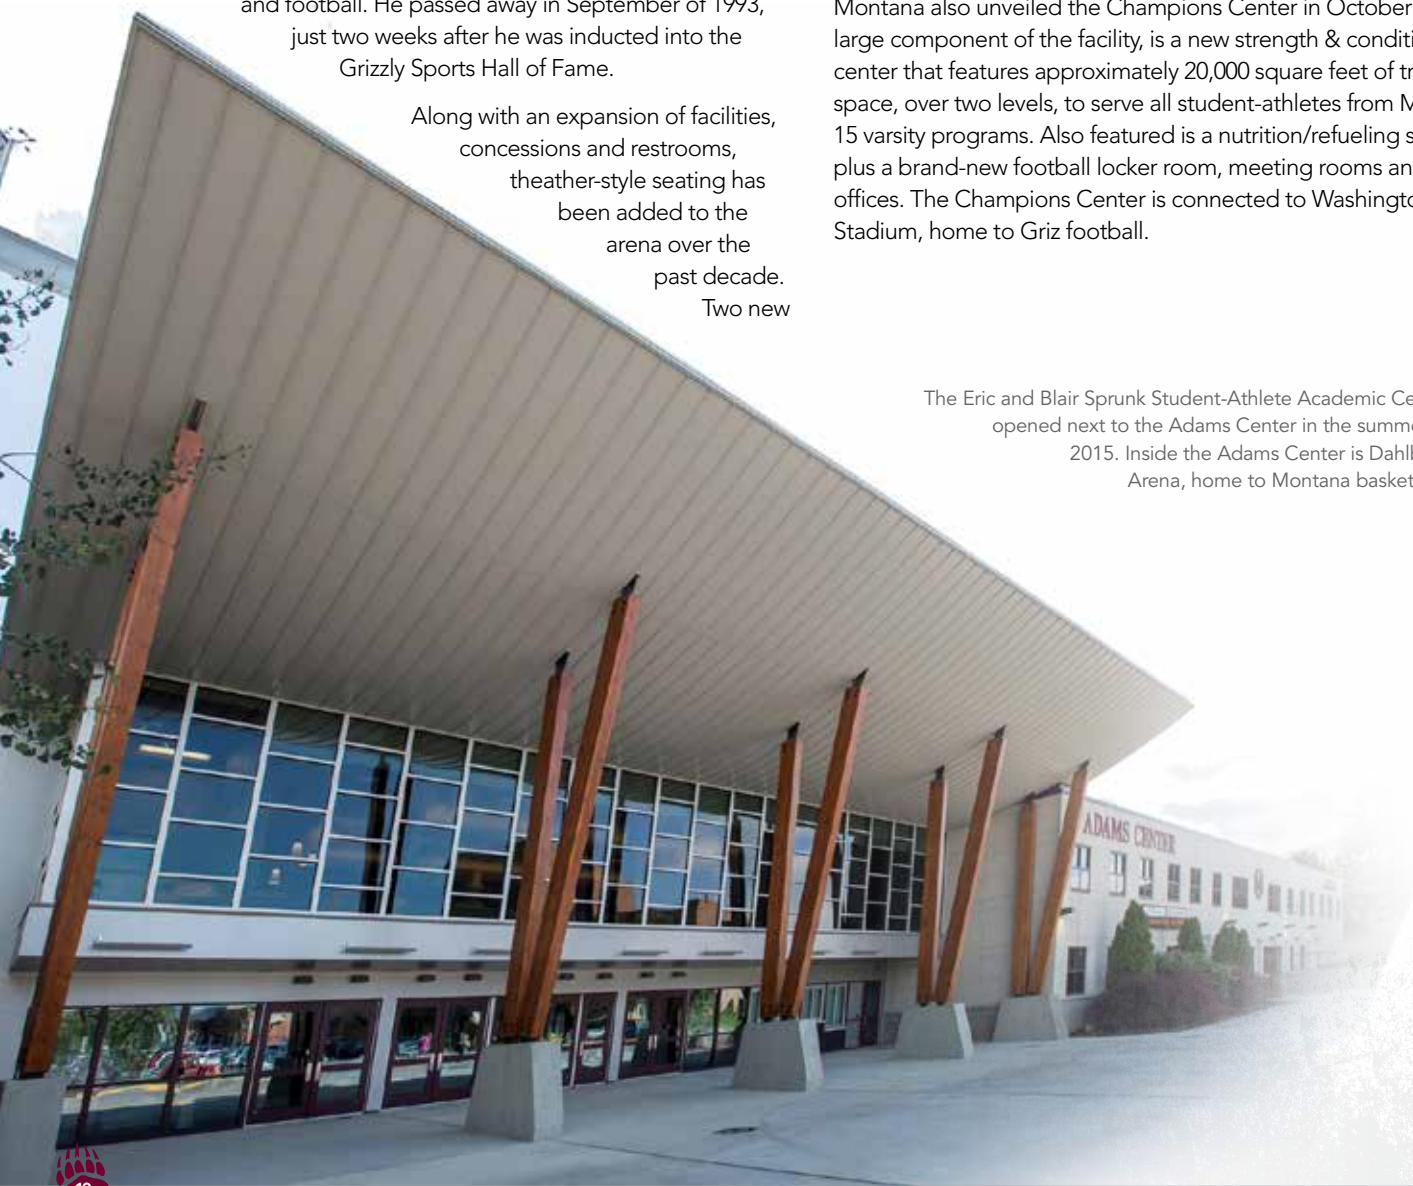 and football. He passed away in September of 1993,
just two weeks after he was inducted into the
Grizzly Sports Hall of Fame.
Along with an expansion of facilities,
concessions and restrooms,
theather-style seating has
been added to the
arena over the
past decade.
Two new
Montana also unveiled the Champions Center in October
large component of the facility, is a new strength & conditi
center that features approximately 20,000 square feet of tr
space, over two levels, to serve all student-athletes from M
15 varsity programs. Also featured is a nutrition/refueling s
plus a brand-new football locker room, meeting rooms an
offices. The Champions Center is connected to Washingto
Stadium, home to Griz football.
The Eric and Blair Sprunk Student-Athlete Academic Ce
opened next to the Adams Center in the summe
2015. Inside the Adams Center is Dahlb
Arena, home to Montana basket
ADAMS CENTER